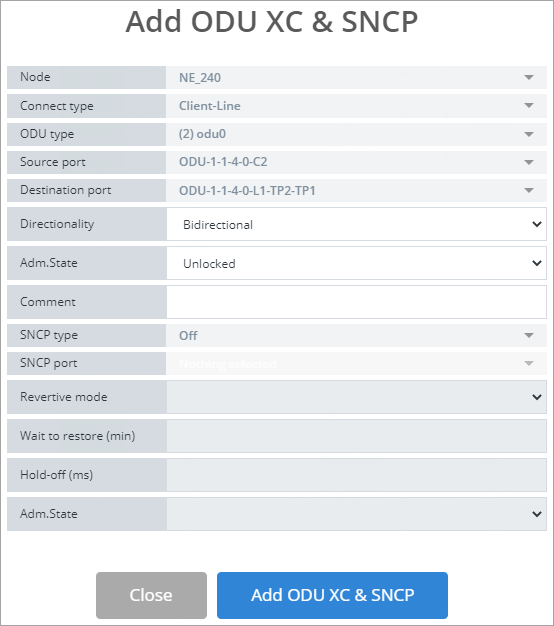 Add ODU XC & SNCP
Node NE_240
Connect type Client-Line
ODU type (2) odu0
Source port ODU-1-1-4-0-C2
Destination port ODU-1-1-4-0-L1-TP2-TP1
Directionality Bidirectional
Adm.State Unlocked
Comment
SNCP type Off
SNCP port Nothing selected
Revertive mode
Wait to restore (min)
Hold-off (ms)
Adm.State
Close Add ODU XC & SNCP